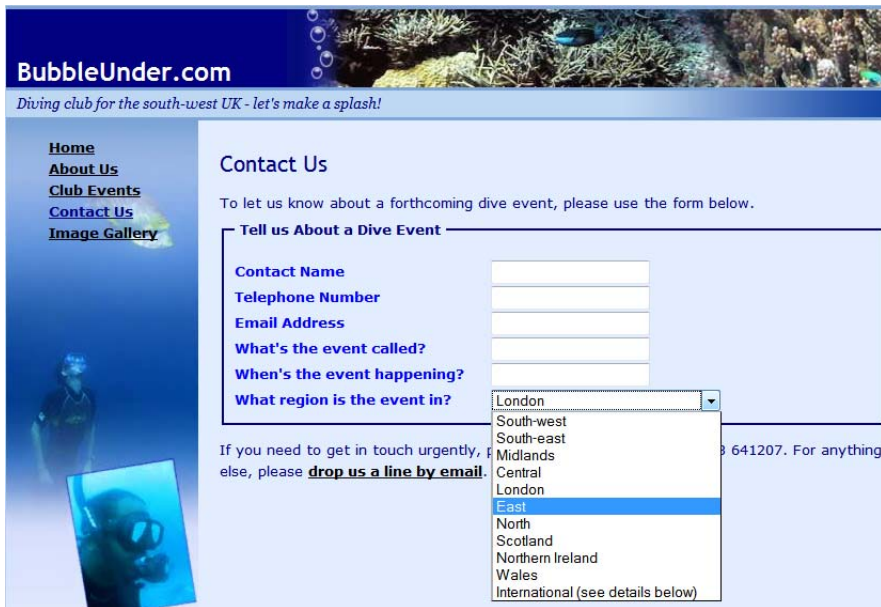 BubbleUnder.com
Diving club for the south-west UK - let's make a splash!
Home
About Us
Club Events
Contact Us
Image Gallery
Contact Us
To let us know about a forthcoming dive event, please use the form below.
Tell us About a Dive Event
Contact Name
Telephone Number
Email Address
What's the event called?
When's the event happening?
What region is the event in? London
South-west
South-east
Midlands
Central
London
East
North
Scotland
Northern Ireland
Wales
International (see details below)
If you need to get in touch urgently, 641207. For anything
else, please drop us a line by email.